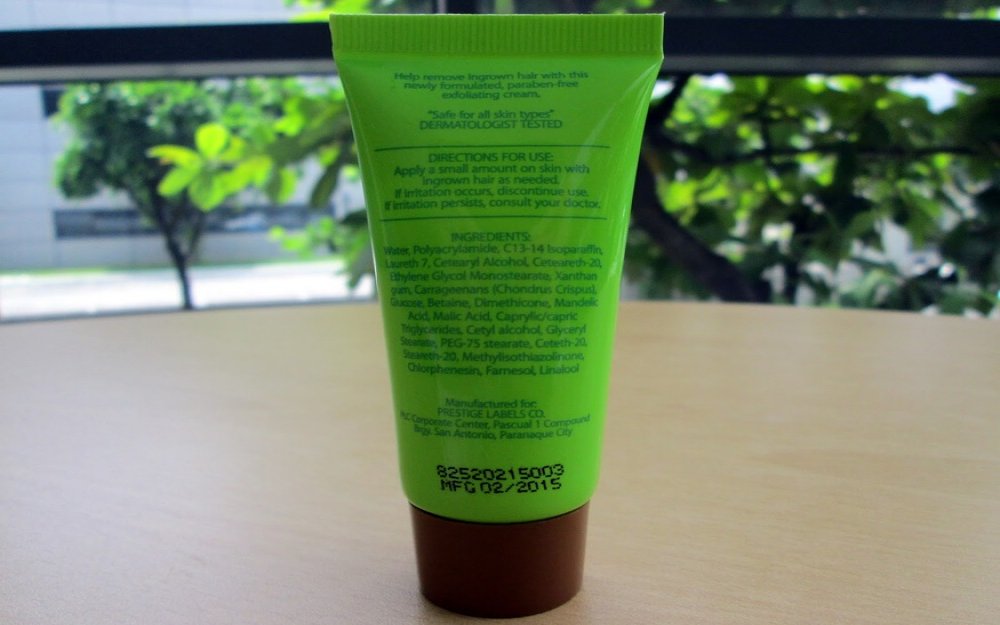 Help remove ingrown hair with this
newly formulated, paraben-free
exfoliating cream.
"Safe for all skin types"
DERMATOLOGIST TESTED
DIRECTIONS FOR USE:
Apply a small amount on skin with
ingrown hair as needed.
If irritation occurs, discontinue use.
If irritation persists, consult your doctor.
INGREDIENTS:
Water, Polyacrylamide, C13-14 Isoparaffin,
Laureth 7, Cetearyl Alcohol, Ceteareth-20,
Ethylene Glycol Monostearate, Xanthan
gum, Carrageenans (Chondrus Crispus),
Glucose, Betaine, Dimethicone, Mandelic
Acid, Malic Acid, Caprylic/capric
Triglycerides, Cetyl alcohol, Glyceryl
Stearate, PEG-75 stearate, Ceteth-20,
Steareth-20, Methylisothiazolinone,
Chlorphenesin, Farnesol, Linalool
Manufactured for:
PRESTIGE LABELS CO.
Corporate Center, Pascual 1 Compound
Brgy. San Antonio, Paranaque City
82520215003
MFG 02/2015